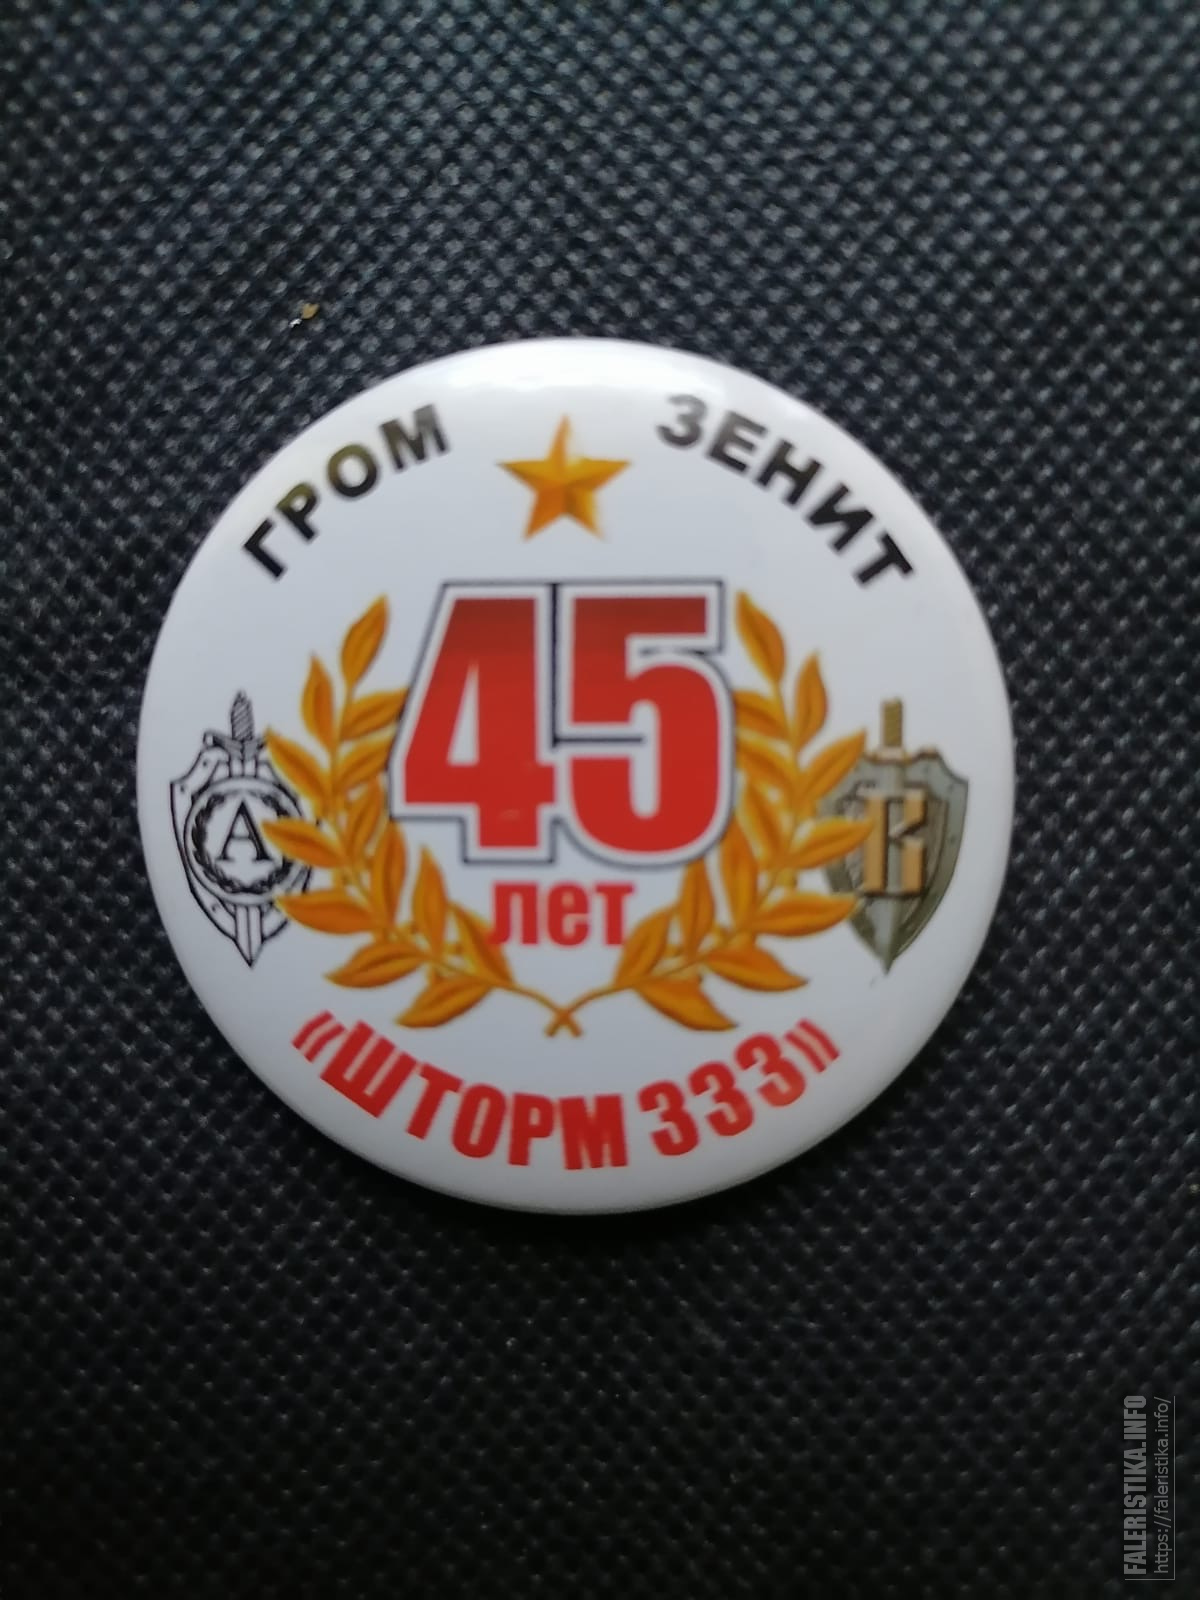 ГРОМ
ЗЕНИТ
45
лет
А
В
«ШТОРМ 333»
FALERISTIKA.INFO
https://faleristika.info/